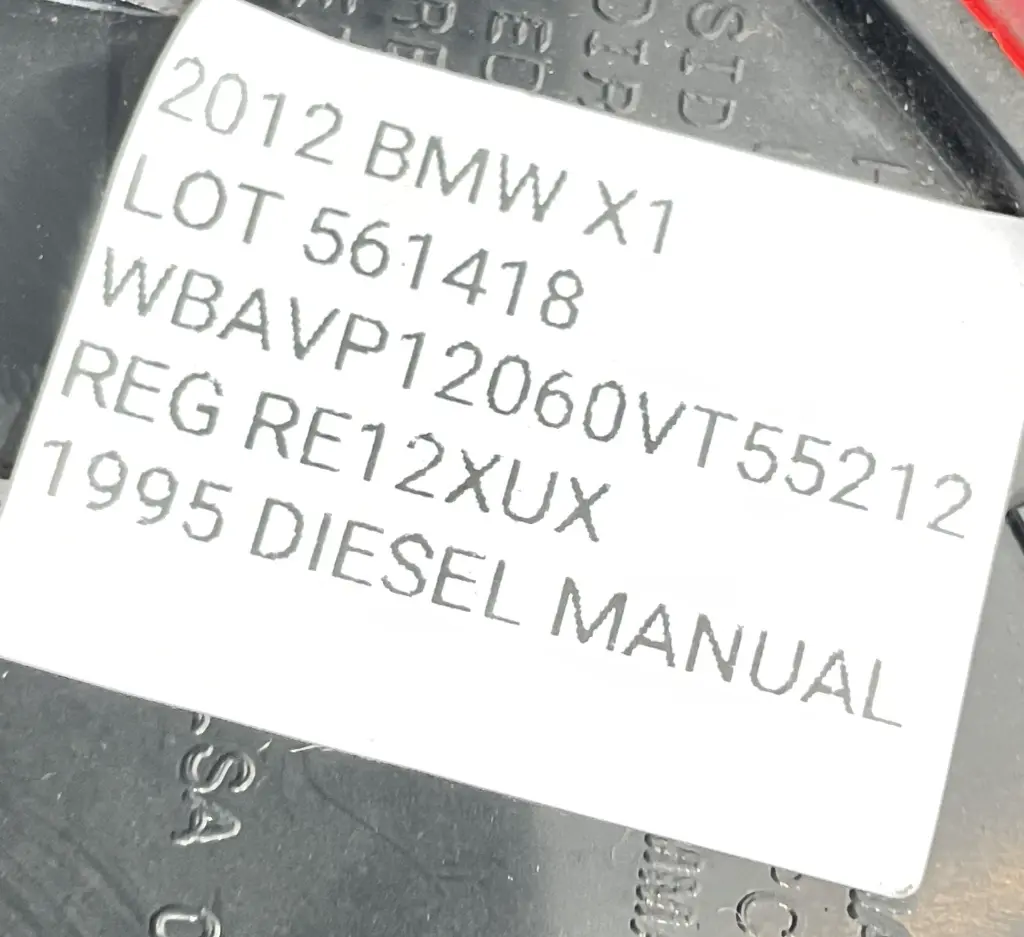 2012 BMW X1
LOT 561418
WBAVP12060VT55212
REG RE12XUX
1995 DIESEL MANUAL